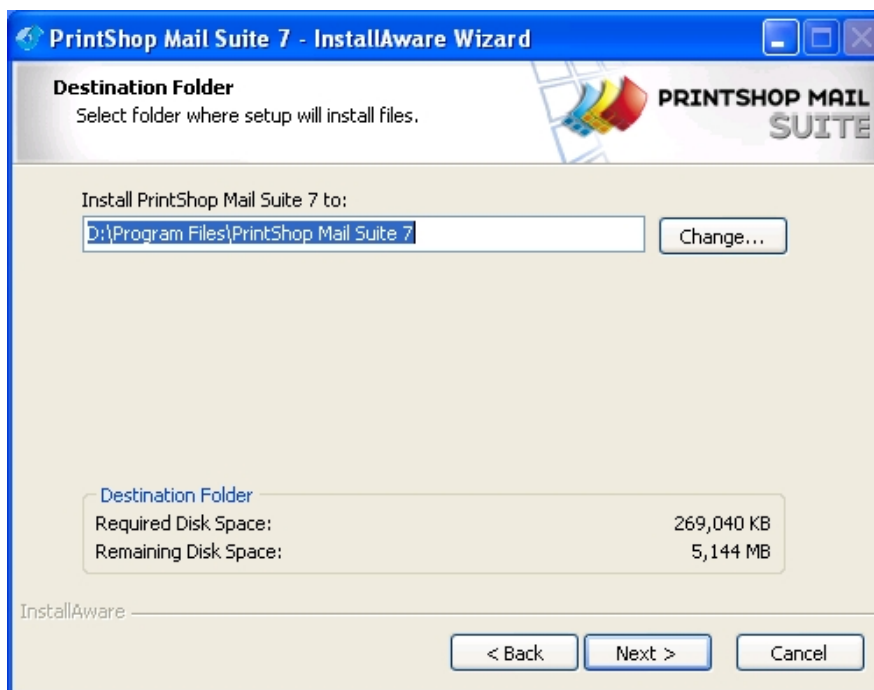 PrintShop Mail Suite 7 - InstallAware Wizard
Destination Folder
Select folder where setup will install files.
PRINTSHOP MAIL
SUITE
Install PrintShop Mail Suite 7 to:
D:\Program Files\PrintShop Mail Suite 7
Change...
Destination Folder
Required Disk Space: 269,040 KB
Remaining Disk Space: 5,144 MB
InstallAware
< Back Next > Cancel